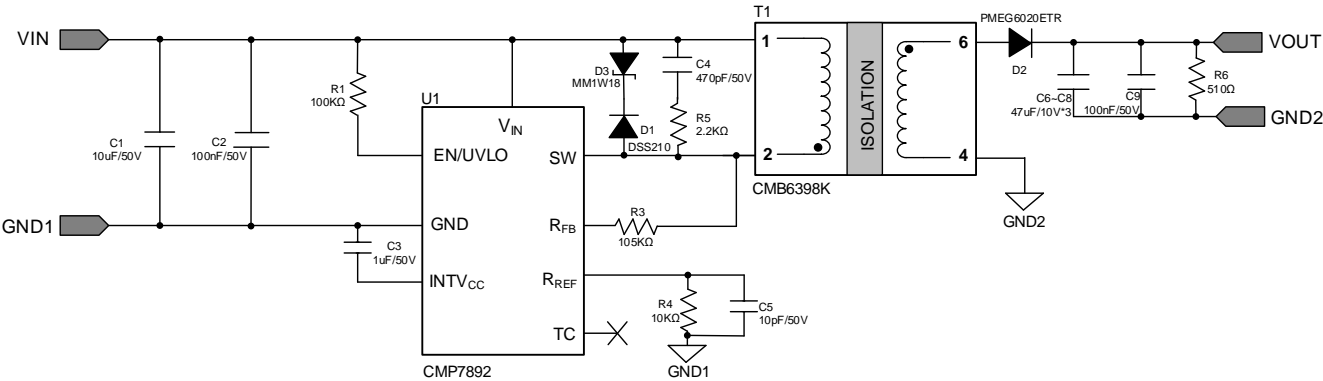 T1
PMEG6020ETR
VIN
1
6
D2
VOUT
D3
MM1W18
C4
470pF/50V
R1
100KΩ
U1
VIN
C1
10uF/50V
C2
100nF/50V
EN/UVLO
SW
D1
DSS210
R5
2.2KΩ
2
ISOLATION
4
C6~C8
47uF/10V*3
C9
100nF/50V
R6
510Ω
GND2
CMB6398K
GND2
GND1
GND
RFB
R3
105KΩ
C3
1uF/50V
INTVCC
RREF
R4
10KΩ
C5
10pF/50V
TC
GND1
CMP7892